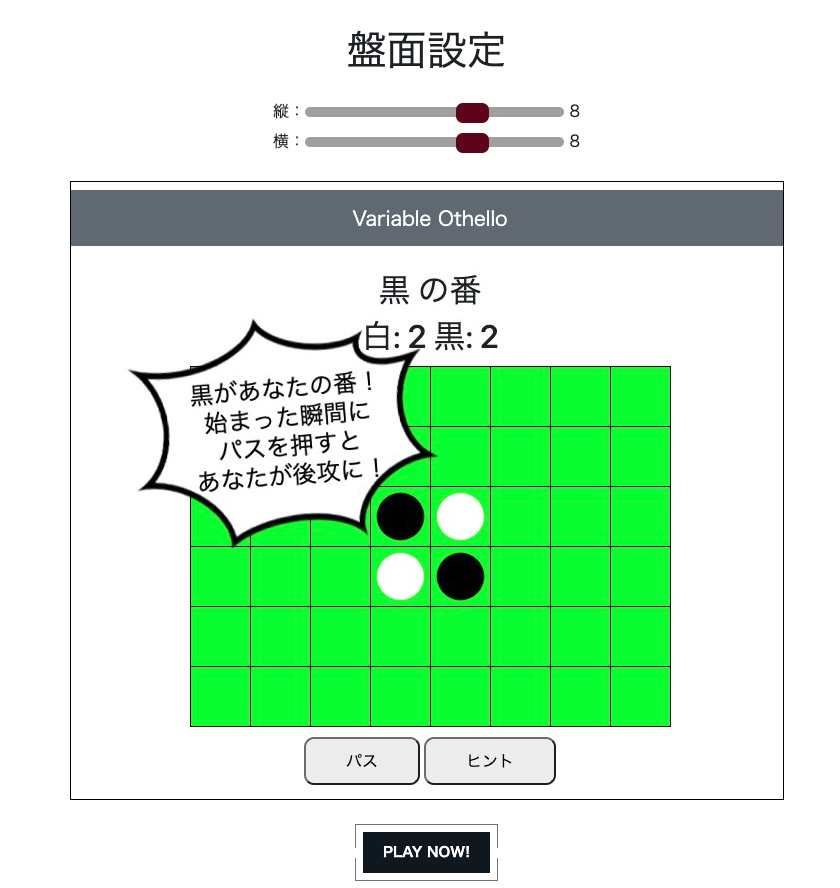 盤面設定
縦： 8
横： 8
Variable Othello
黒 の番
白: 2 黒: 2
黒があなたの番！
始まった瞬間に
パスを押すと
あなたが後攻に！
パス ヒント
PLAY NOW!